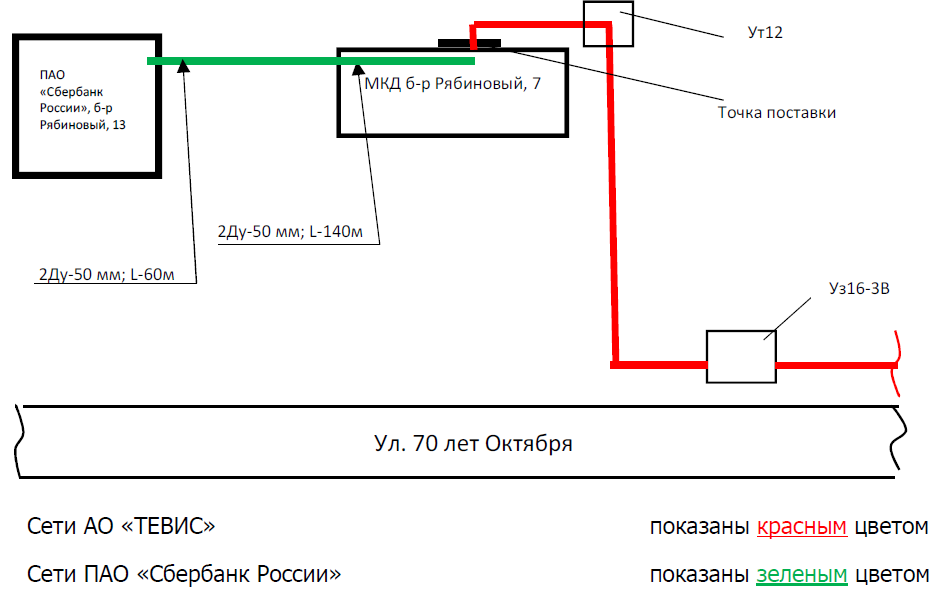 Ут12
ПАО
«Сбербанк
России», б-р
Рябиновый, 13
МКД б-р Рябиновый, 7
Точка поставки
2Ду-50 мм; L-140м
2Ду-50 мм; L-60м
Уз16-3В
Ул. 70 лет Октября
Сети АО «ТЕВИС» показаны красным цветом
Сети ПАО «Сбербанк России» показаны зеленым цветом